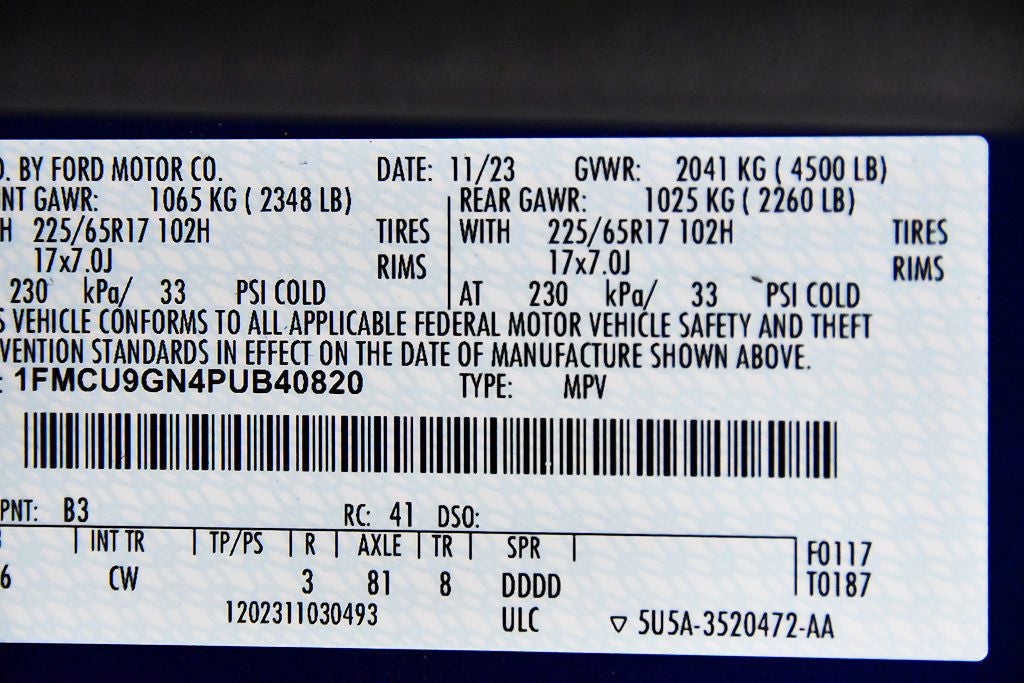 . BY FORD MOTOR CO. DATE: 11/23 GVWR: 2041 KG ( 4500 LB)
NT GAWR: 1065 KG ( 2348 LB) REAR GAWR: 1025 KG ( 2260 LB)
H 225/65R17 102H TIRES WITH 225/65R17 102H TIRES
17x7.0J RIMS 17x7.0J RIMS
230 kPa/ 33 PSI COLD AT 230 kPa/ 33 PSI COLD
S VEHICLE CONFORMS TO ALL APPLICABLE FEDERAL MOTOR VEHICLE SAFETY AND THEFT
VENTION STANDARDS IN EFFECT ON THE DATE OF MANUFACTURE SHOWN ABOVE.
: 1FMCU9GN4PUB40820 TYPE: MPV
PNT: B3 RC: 41 DSO:
INT TR TP/PS R AXLE TR SPR F0117
6 CW 3 81 8 DDDD T0187
1202311030493 ULC ▽ 5U5A-3520472-AA